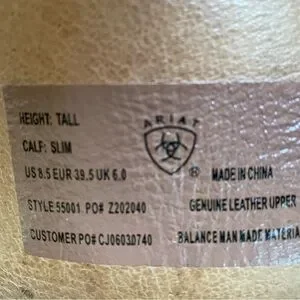 HEIGHT: TALL
ARIAT
CALF: SLIM
®
US 8.5 EUR 39.5 UK 6.0
MADE IN CHINA
STYLE 55001 PO# Z202040
GENUINE LEATHER UPPER
CUSTOMER PO# CJ06030740
BALANCE MAN MADE MATERIA